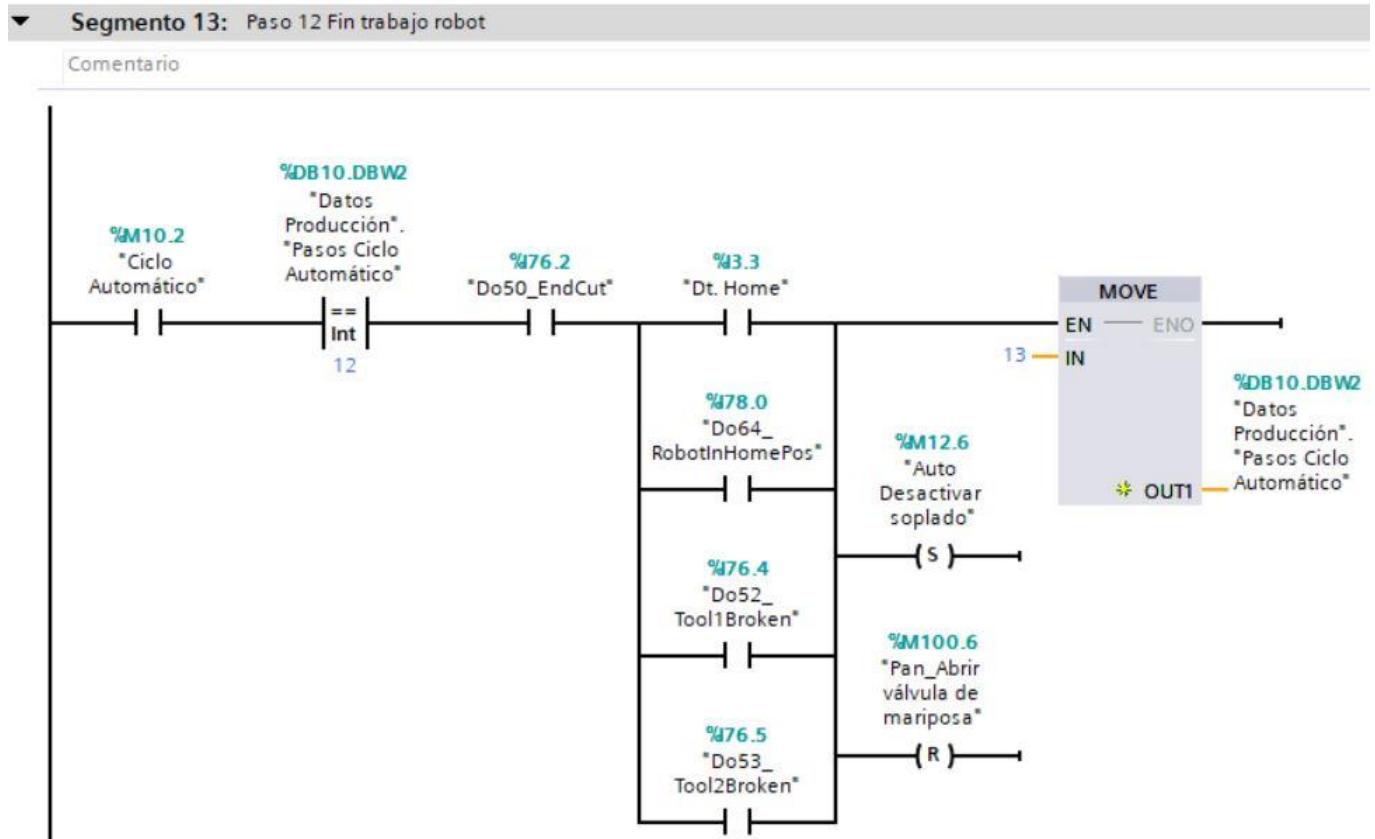 Segmento 13: Paso 12 Fin trabajo robot
Comentario
%M10.2
"Ciclo
Automático"
%DB10.DBW2
"Datos
Producción".
"Pasos Ciclo
Automático"
==
Int
12
%I76.2
"Do50_EndCut"
%I3.3
"Dt. Home"
%I78.0
"Do64_
RobotInHomePos"
%I76.4
"Do52_
Tool1Broken"
%I76.5
"Do53_
Tool2Broken"
%M12.6
"Auto
Desactivar
soplado"
S
%M100.6
"Pan_Abrir
válvula de
mariposa"
R
MOVE
EN ENO
13 IN
OUT1
%DB10.DBW2
"Datos
Producción".
"Pasos Ciclo
Automático"